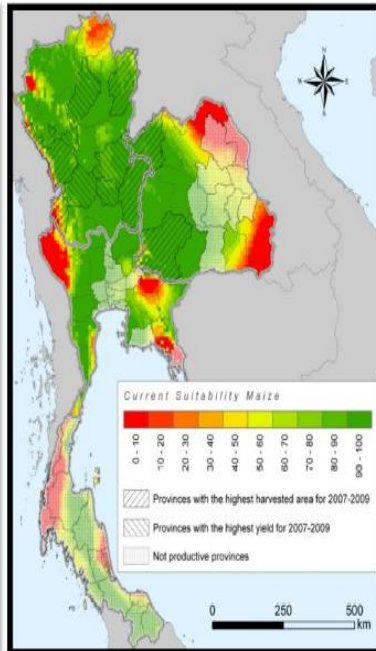 N
W E
S
Current Suitability Maize
0 - 10
10 - 20
20 - 30
30 - 40
40 - 50
50 - 60
60 - 70
70 - 80
80 - 90
90 - 100
Provinces with the highest harvested area for 2007-2009
Provinces with the highest yield for 2007-2009
Not productive provinces
0 250 500
km